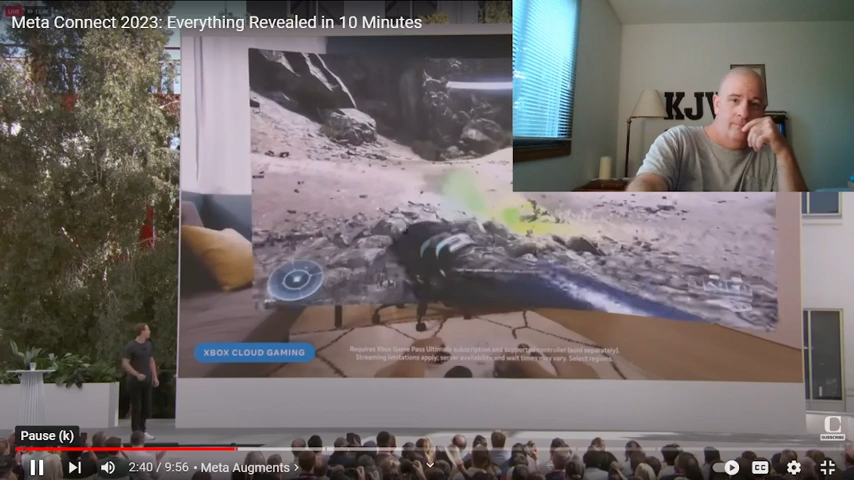 LIVE
Meta Connect 2023: Everything Revealed in 10 Minutes
KJV
XBOX CLOUD GAMING
Requires Xbox Game Pass Ultimate subscription and supported controller (sold separately).
Streaming limitations apply; server availability and wait times may vary. Select regions.
C
SUBSCRIBE
Pause (k)
2:40 / 9:56 • Meta Augments ›
CC